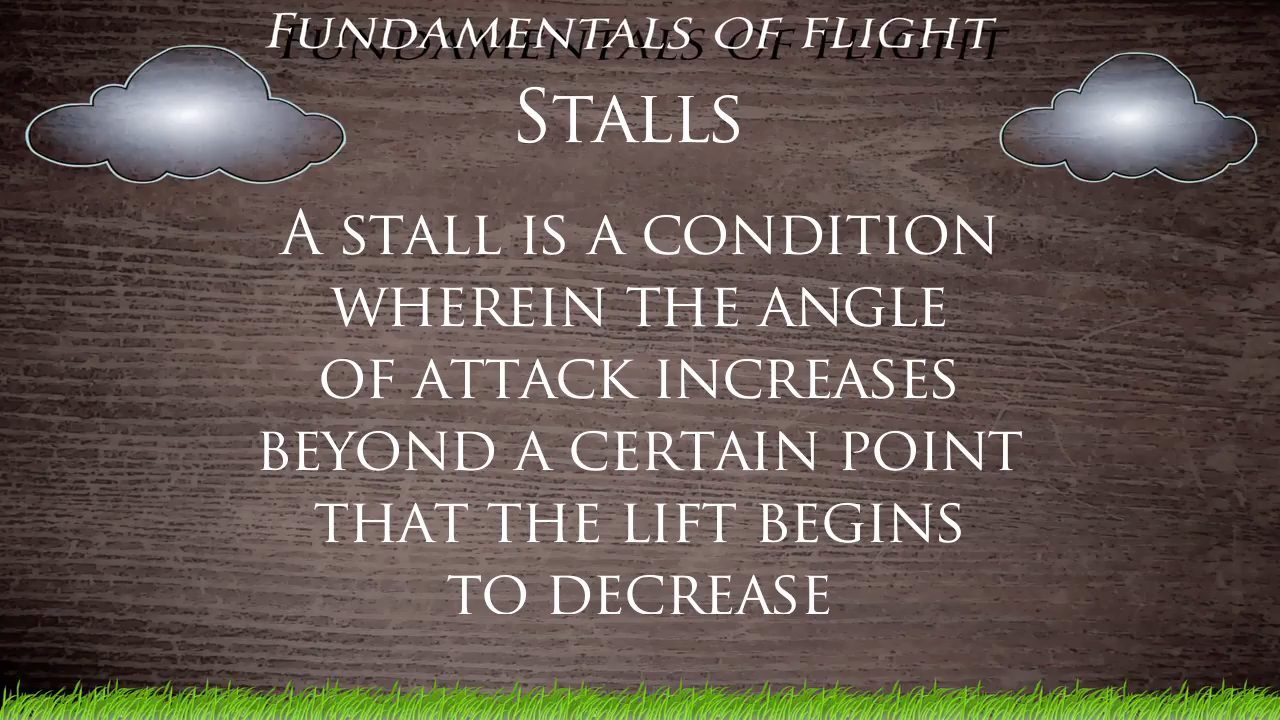 Fundamentals of flight
Stalls
A stall is a condition
wherein the angle
of attack increases
beyond a certain point
that the lift begins
to decrease